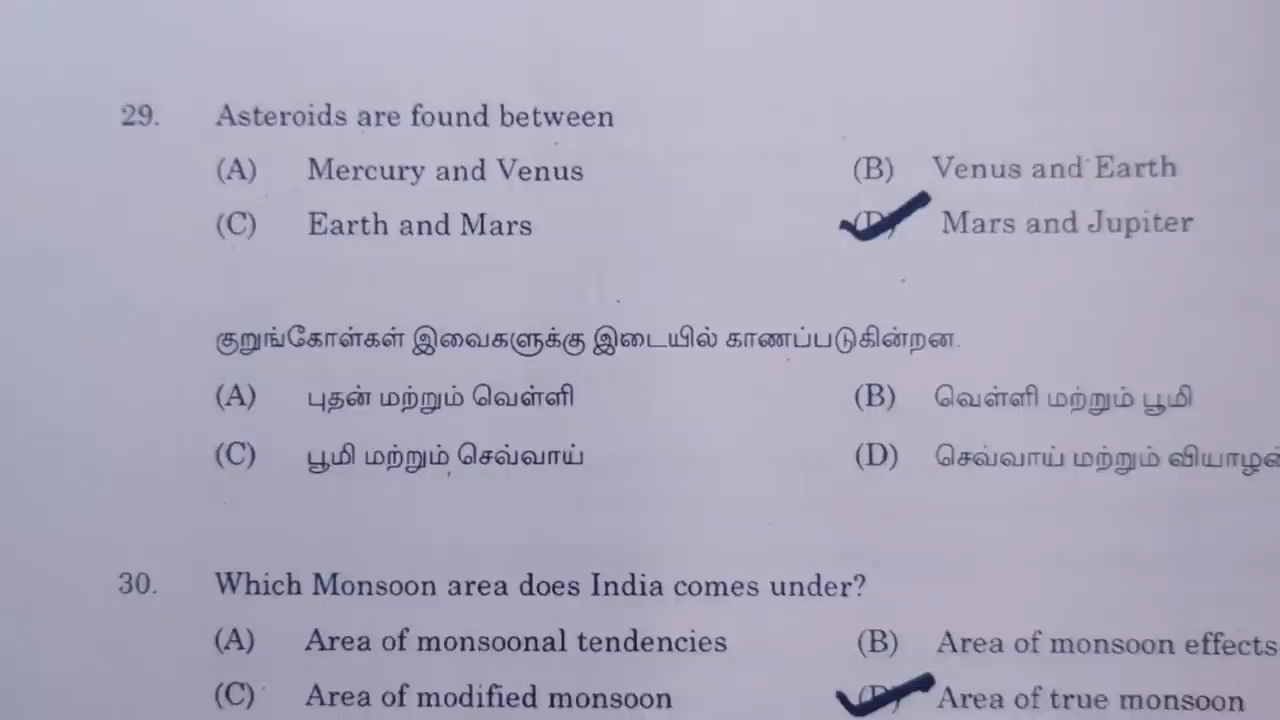 29. Asteroids are found between
(A) Mercury and Venus (B) Venus and Earth
(C) Earth and Mars (D) Mars and Jupiter
குறுங்கோள்கள் இவைகளுக்கு இடையில் காணப்படுகின்றன.
(A) புதன் மற்றும் வெள்ளி (B) வெள்ளி மற்றும் பூமி
(C) பூமி மற்றும் செவ்வாய் (D) செவ்வாய் மற்றும் வியாழன்
30. Which Monsoon area does India comes under?
(A) Area of monsoonal tendencies (B) Area of monsoon effects
(C) Area of modified monsoon (D) Area of true monsoon